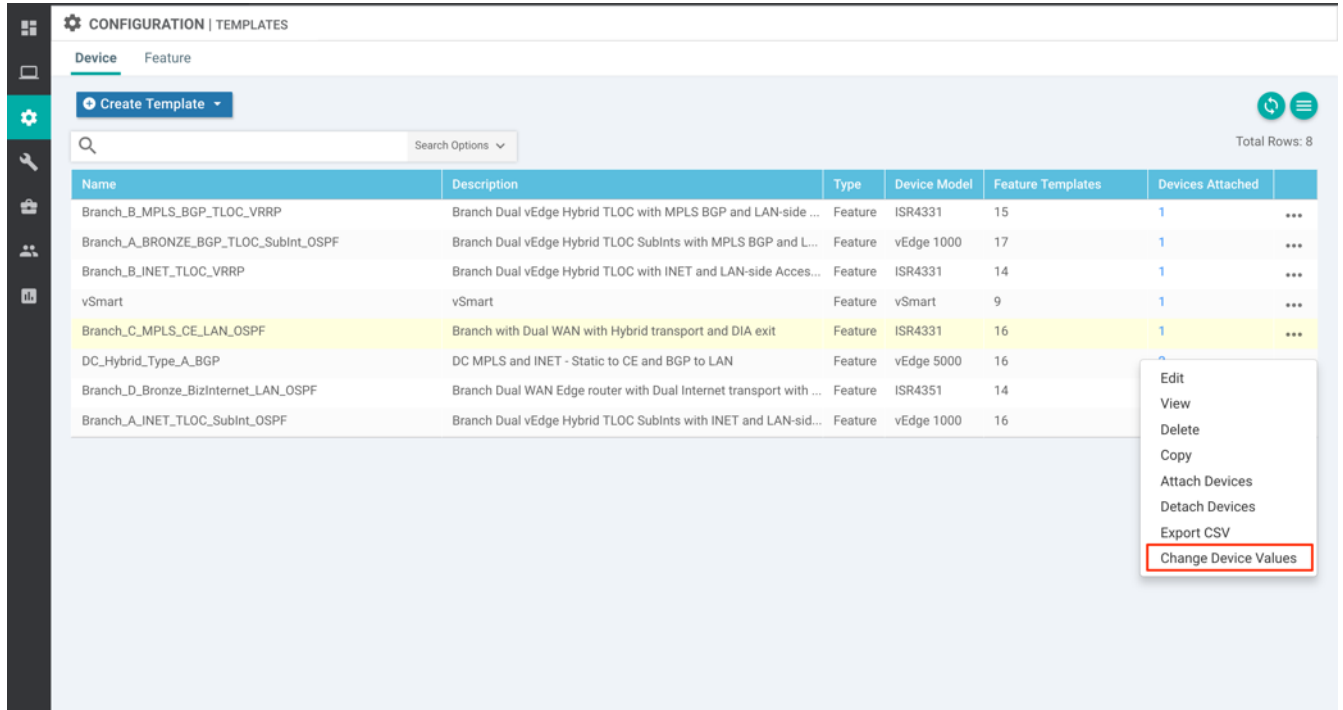 CONFIGURATION | TEMPLATES
Device Feature
Create Template
Search Options Total Rows: 8
Name Description Type Device Model Feature Templates Devices Attached
Branch_B_MPLS_BGP_TLOC_VRRP Branch Dual vEdge Hybrid TLOC with MPLS BGP and LAN-side ... Feature ISR4331 15 1
Branch_A_BRONZE_BGP_TLOC_SubInt_OSPF Branch Dual vEdge Hybrid TLOC SubInts with MPLS BGP and L... Feature vEdge 1000 17 1
Branch_B_INET_TLOC_VRRP Branch Dual vEdge Hybrid TLOC with INET and LAN-side Acces... Feature ISR4331 14 1
vSmart vSmart Feature vSmart 9 1
Branch_C_MPLS_CE_LAN_OSPF Branch with Dual WAN with Hybrid transport and DIA exit Feature ISR4331 16 1
DC_Hybrid_Type_A_BGP DC MPLS and INET - Static to CE and BGP to LAN Feature vEdge 5000 16
Branch_D_Bronze_BizInternet_LAN_OSPF Branch Dual WAN Edge router with Dual Internet transport with ... Feature ISR4351 14
Branch_A_INET_TLOC_SubInt_OSPF Branch Dual vEdge Hybrid TLOC SubInts with INET and LAN-sid... Feature vEdge 1000 16
Edit
View
Delete
Copy
Attach Devices
Detach Devices
Export CSV
Change Device Values